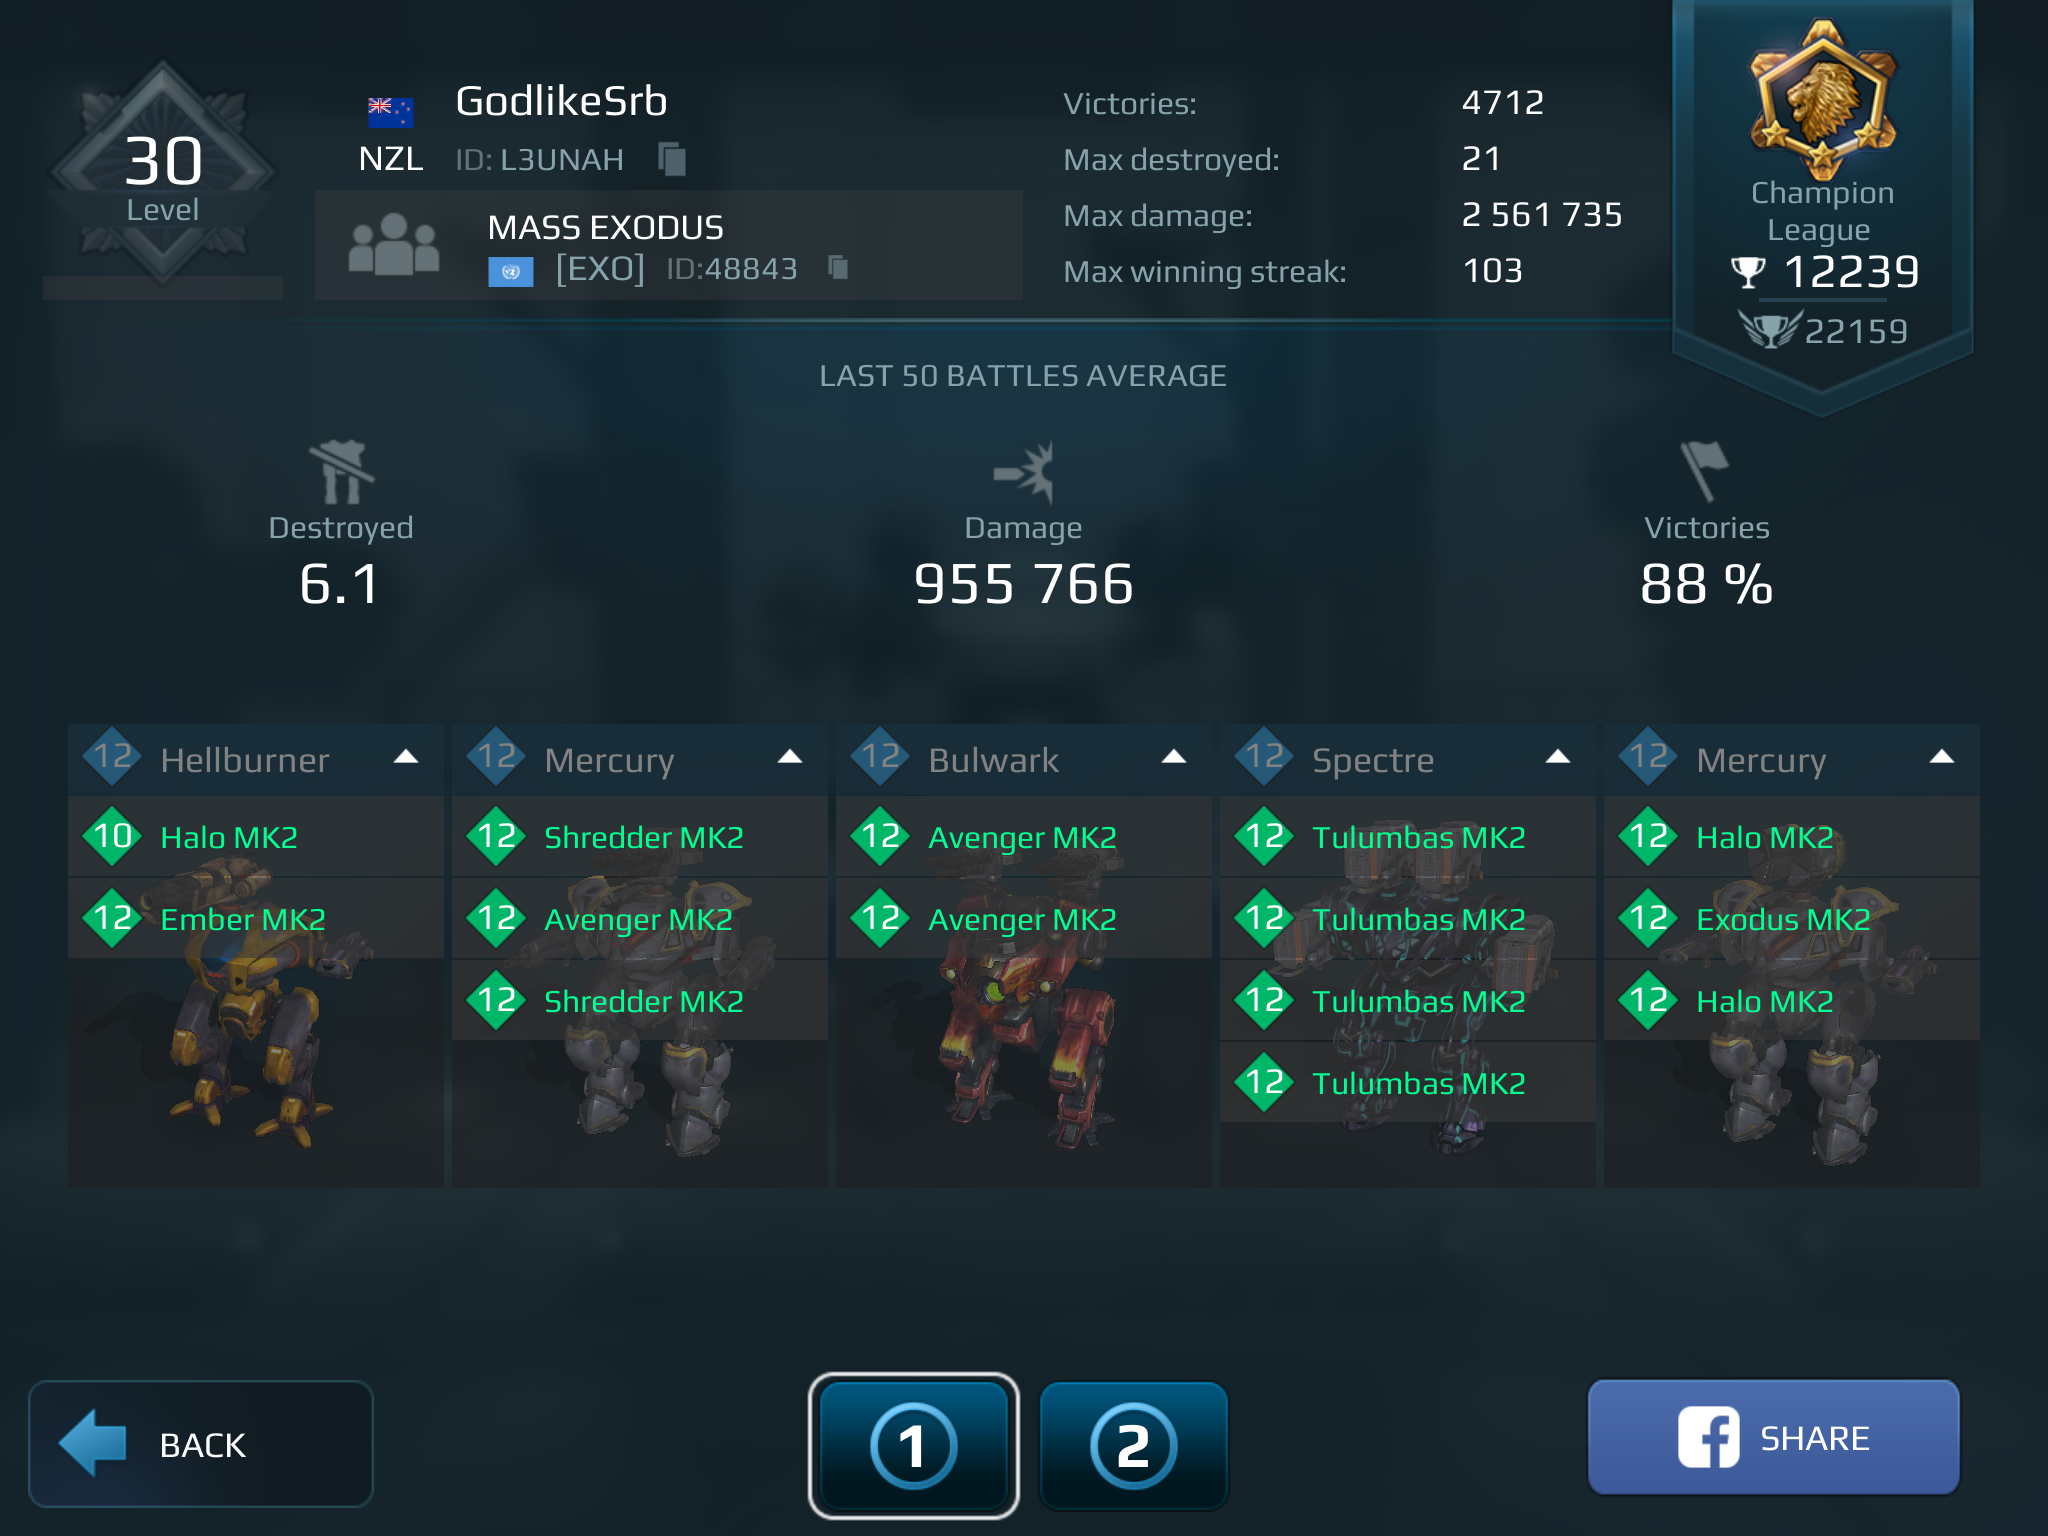 30
Level
GodlikeSrb
NZL ID: L3UNAH
MASS EXODUS
[EXO] ID:48843
Victories: 4712
Max destroyed: 21
Max damage: 2 561 735
Max winning streak: 103
Champion
League
12239
22159
LAST 50 BATTLES AVERAGE
Destroyed
6.1
Damage
955 766
Victories
88 %
12 Hellburner
10 Halo MK2
12 Ember MK2
12 Mercury
12 Shredder MK2
12 Avenger MK2
12 Shredder MK2
12 Bulwark
12 Avenger MK2
12 Avenger MK2
12 Spectre
12 Tulumbas MK2
12 Tulumbas MK2
12 Tulumbas MK2
12 Tulumbas MK2
12 Mercury
12 Halo MK2
12 Exodus MK2
12 Halo MK2
BACK
1
2
SHARE